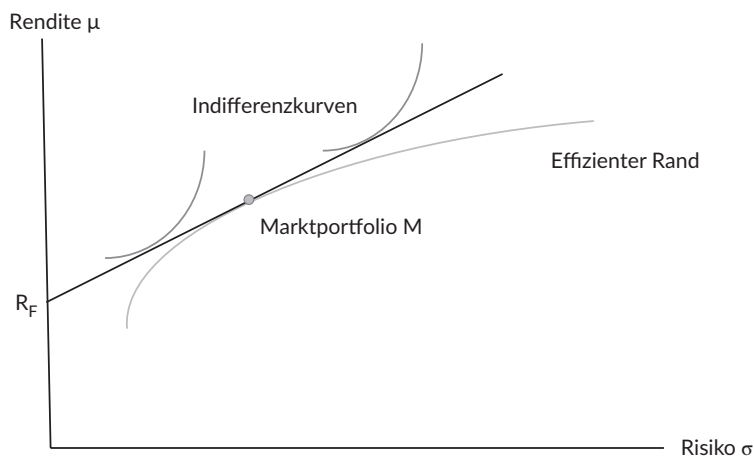 Rendite µ
Indifferenzkurven
Effizienter Rand
Marktportfolio M
R_F
Risiko σ